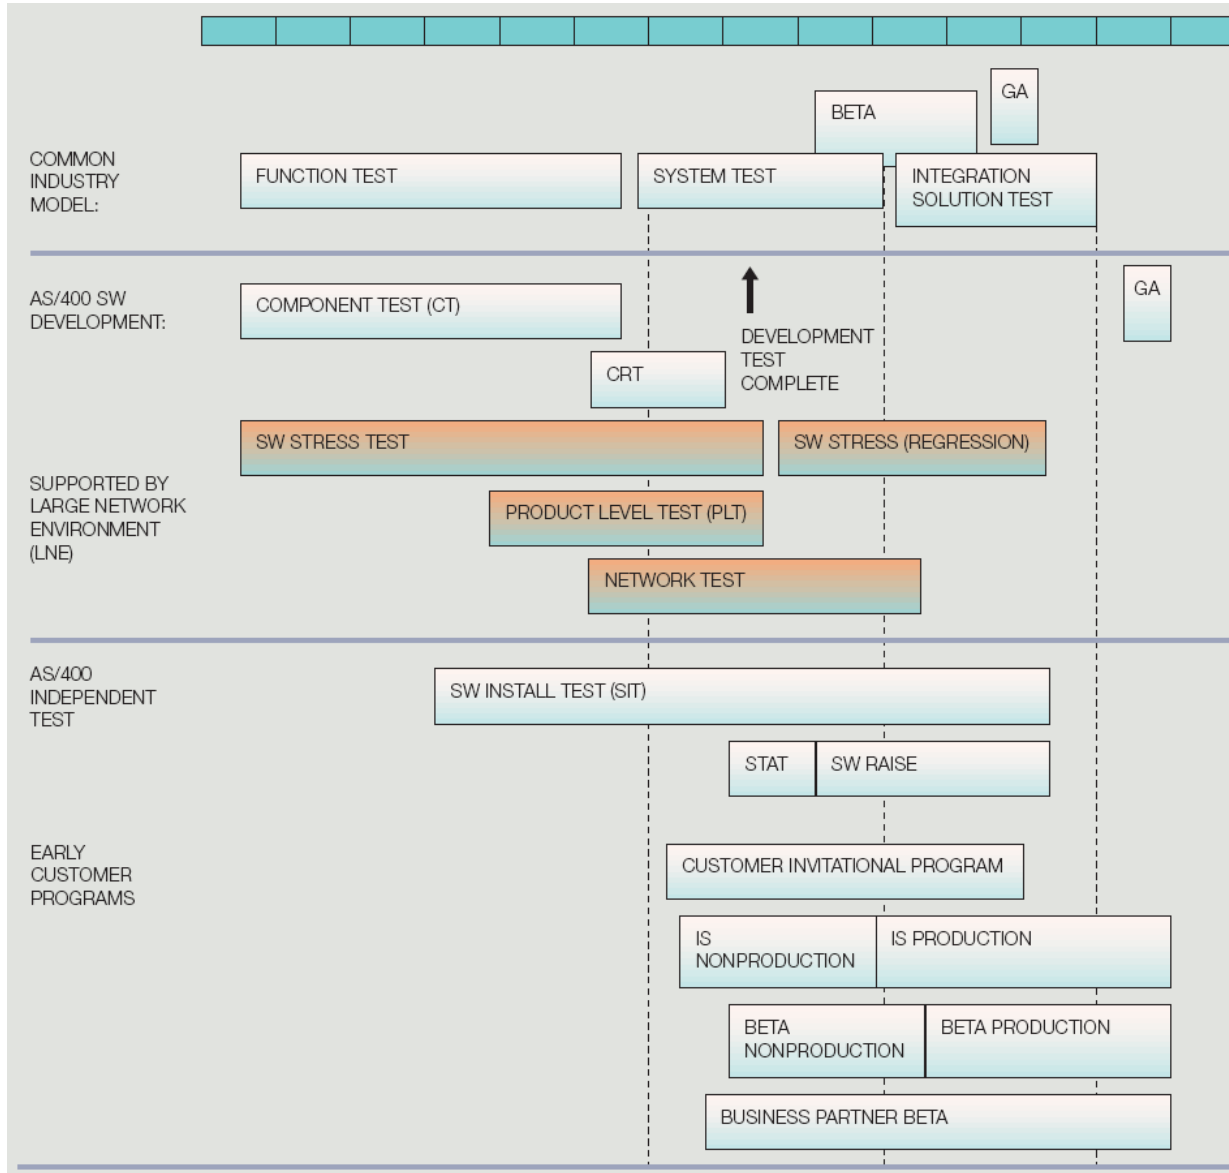 GA
BETA
COMMON
INDUSTRY
MODEL:
FUNCTION TEST
SYSTEM TEST
INTEGRATION
SOLUTION TEST
AS/400 SW
DEVELOPMENT:
COMPONENT TEST (CT)
GA
DEVELOPMENT
TEST
COMPLETE
CRT
SW STRESS TEST
SW STRESS (REGRESSION)
SUPPORTED BY
LARGE NETWORK
ENVIRONMENT
(LNE)
PRODUCT LEVEL TEST (PLT)
NETWORK TEST
AS/400
INDEPENDENT
TEST
SW INSTALL TEST (SIT)
STAT
SW RAISE
EARLY
CUSTOMER
PROGRAMS
CUSTOMER INVITATIONAL PROGRAM
IS
NONPRODUCTION
IS PRODUCTION
BETA
NONPRODUCTION
BETA PRODUCTION
BUSINESS PARTNER BETA